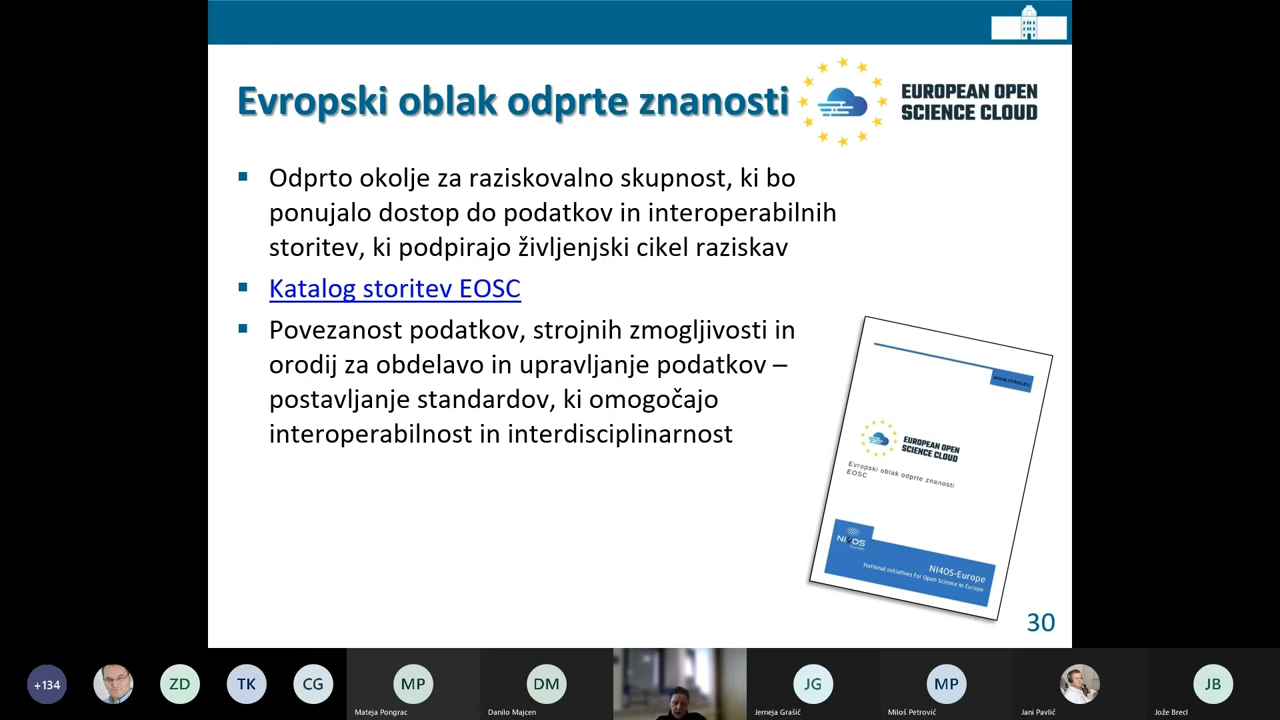 Evropski oblak odprte znanosti
EUROPEAN OPEN
SCIENCE CLOUD
▪ Odprto okolje za raziskovalno skupnost, ki bo
ponujalo dostop do podatkov in interoperabilnih
storitev, ki podpirajo življenjski cikel raziskav
▪ Katalog storitev EOSC
▪ Povezanost podatkov, strojnih zmogljivosti in
orodij za obdelavo in upravljanje podatkov –
postavljanje standardov, ki omogočajo
interoperabilnost in interdisciplinarnost
www.ni4os.eu
EUROPEAN OPEN
SCIENCE CLOUD
Evropski oblak odprte znanosti
EOSC
NI4OS
Europe
NI4OS-Europe
National Initiatives for Open Science in Europe
30
+134
ZD
TK
CG
MP
Mateja Pongrac
DM
Danilo Majcen
JG
Jerneja Grašič
MP
Miloš Petrović
Jani Pavlič
JB
Jože Brecl